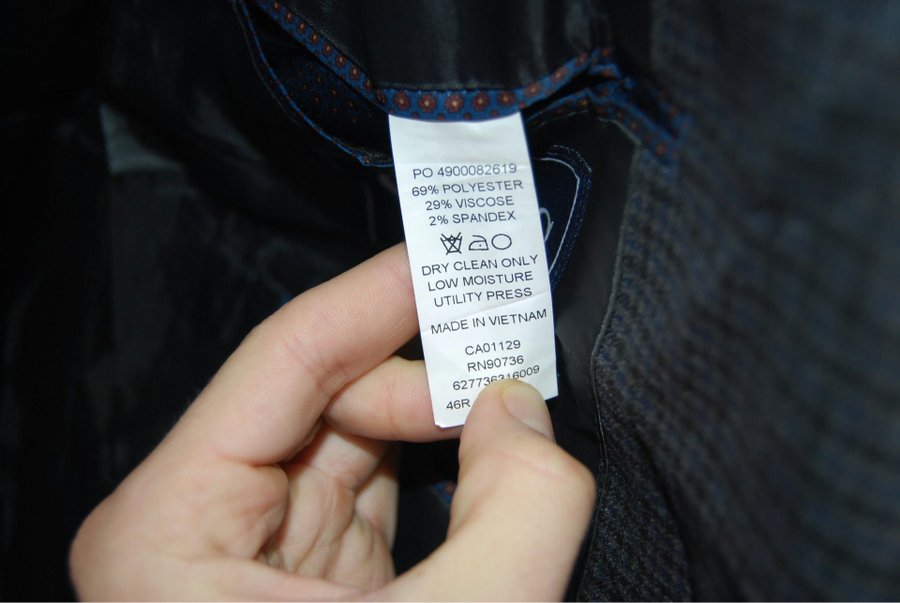 PO 4900082619
69% POLYESTER
29% VISCOSE
2% SPANDEX
DRY CLEAN ONLY
LOW MOISTURE
UTILITY PRESS
MADE IN VIETNAM
CA01129
RN90736
627736316009
46R